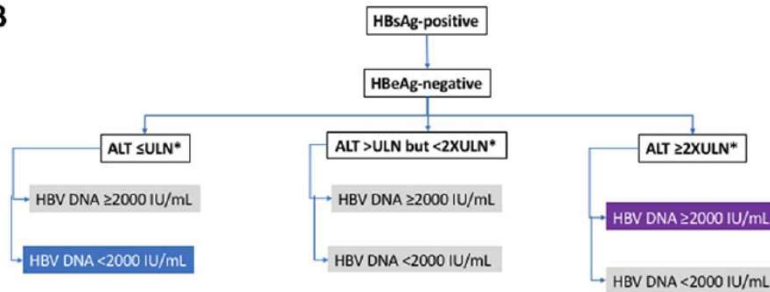 B
HBsAg-positive
HBeAg-negative
ALT ≤ULN*
ALT >ULN but <2XULN*
ALT ≥2XULN*
HBV DNA ≥2000 IU/mL
HBV DNA ≥2000 IU/mL
HBV DNA ≥2000 IU/mL
HBV DNA <2000 IU/mL
HBV DNA <2000 IU/mL
HBV DNA <2000 IU/mL